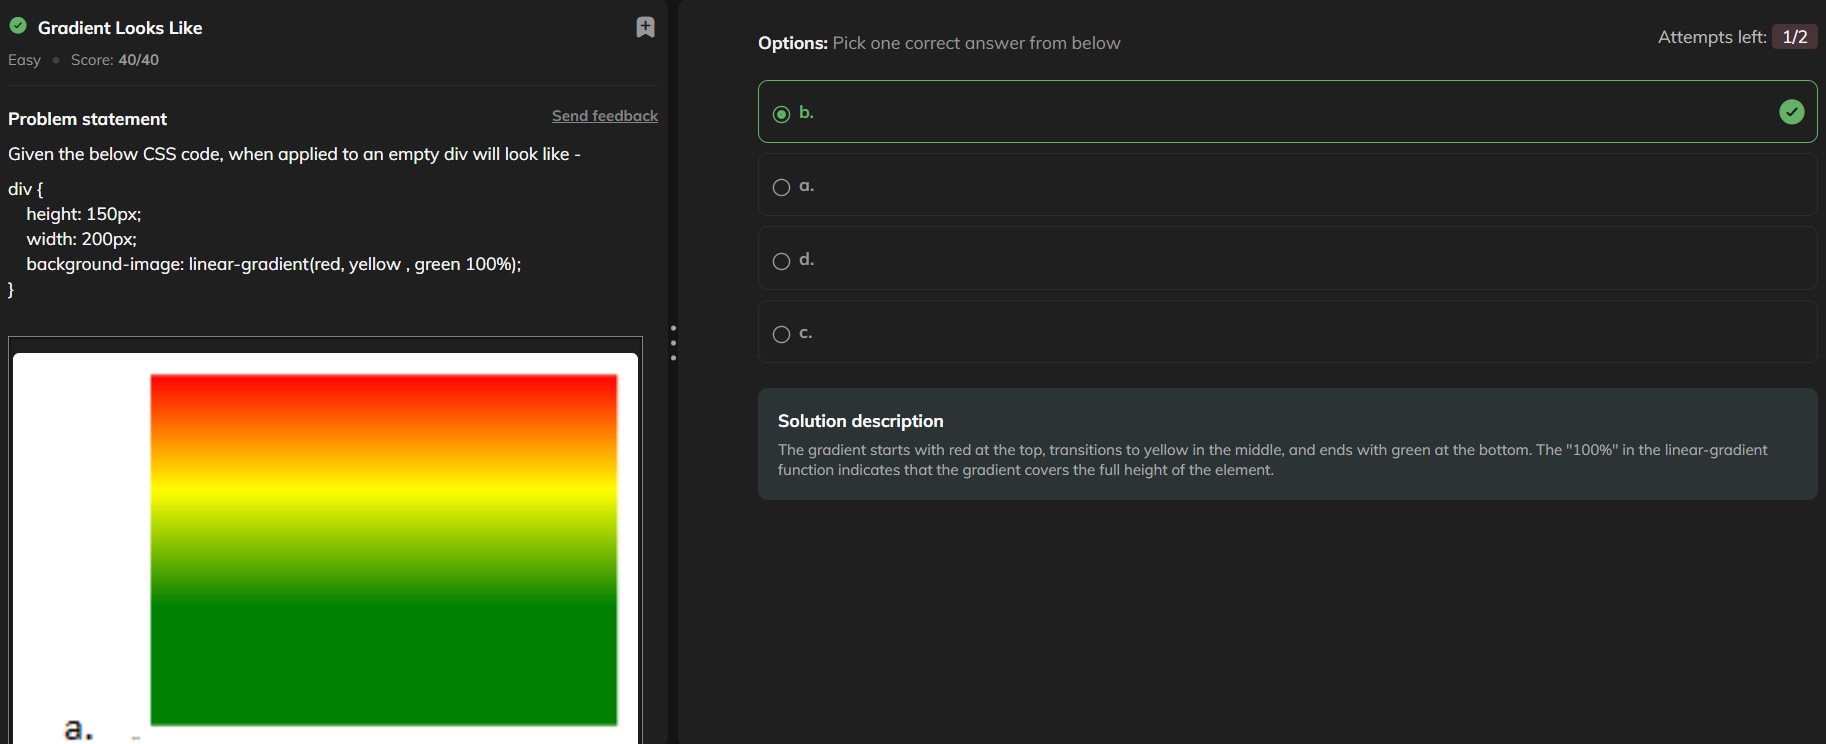 Gradient Looks Like
Easy • Score: 40/40
Problem statement
Send feedback
Given the below CSS code, when applied to an empty div will look like -
div {
height: 150px;
width: 200px;
background-image: linear-gradient(red, yellow , green 100%);
}
a.
Options: Pick one correct answer from below
Attempts left: 1/2
b.
a.
d.
c.
Solution description
The gradient starts with red at the top, transitions to yellow in the middle, and ends with green at the bottom. The "100%" in the linear-gradient
function indicates that the gradient covers the full height of the element.